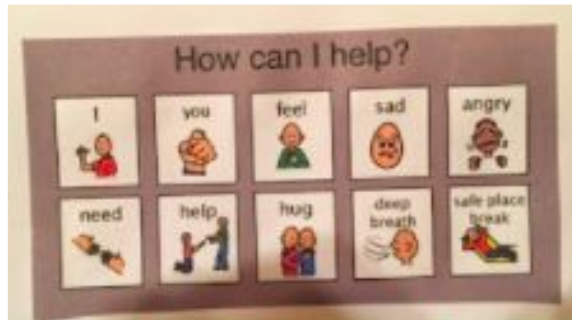 How can I help?
I
you
feel
sad
angry
need
help
hug
deep
breath
safe place
break